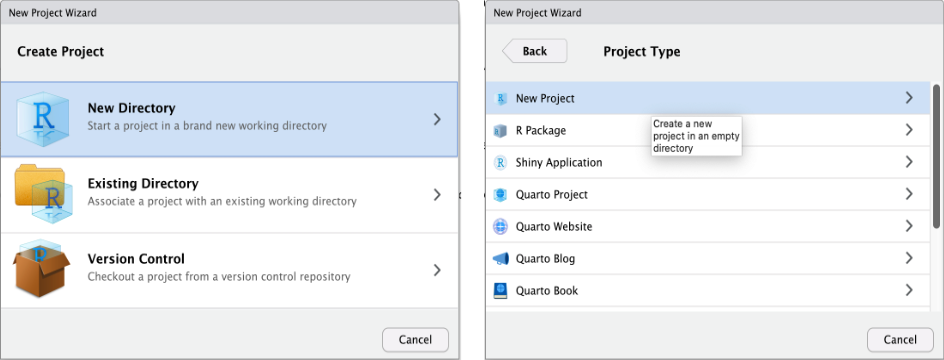 New Project Wizard
Create Project
New Directory
Start a project in a brand new working directory
Existing Directory
Associate a project with an existing working directory
Version Control
Checkout a project from a version control repository
Cancel
New Project Wizard
Back
Project Type
New Project
R Package
Create a new
project in an empty
directory
Shiny Application
Quarto Project
Quarto Website
Quarto Blog
Quarto Book
Cancel